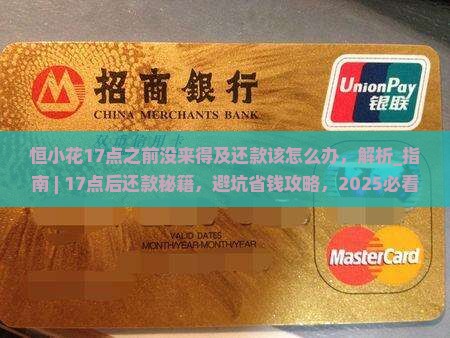 招商銀行
CHINA MERCHANTS BANK
UnionPay
银联
恒小花17点之前没来得及还款该怎么办，解析_指
南 | 17点后还款秘籍，避坑省钱攻略，2025必看
VALID DATES
MONTH/YEAR-MONTH/YEAR
MasterCard